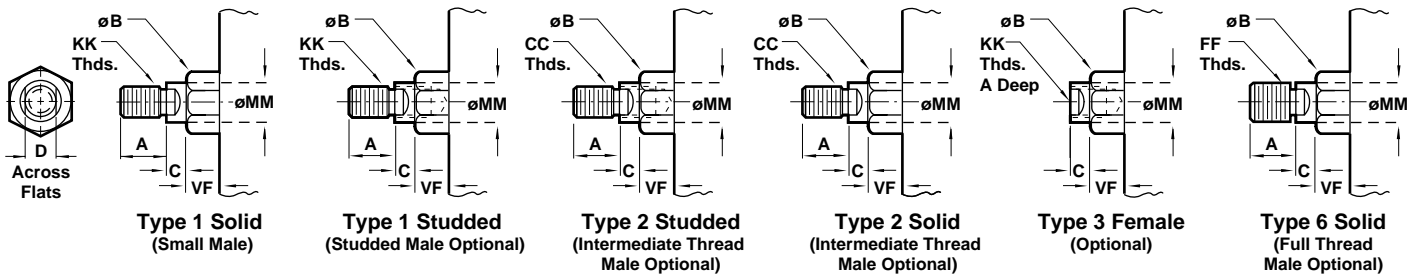 D
Across
Flats
øB
KK
Thds.
øMM
A
C
VF
Type 1 Solid
(Small Male)
øB
KK
Thds.
øMM
A
C
VF
Type 1 Studded
(Studded Male Optional)
øB
CC
Thds.
øMM
A
C
VF
Type 2 Studded
(Intermediate Thread
Male Optional)
øB
CC
Thds.
øMM
A
C
VF
Type 2 Solid
(Intermediate Thread
Male Optional)
øB
KK
Thds.
A Deep
øMM
C
VF
Type 3 Female
(Optional)
øB
FF
Thds.
øMM
A
C
VF
Type 6 Solid
(Full Thread
Male Optional)